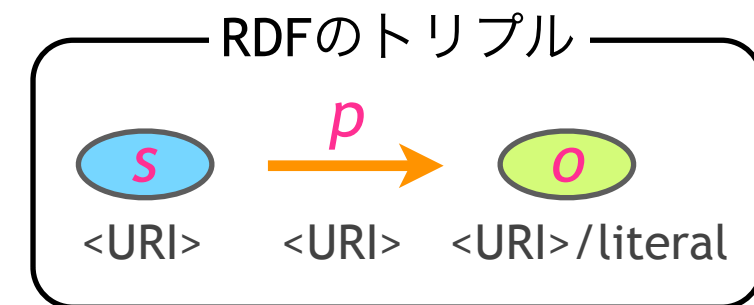 RDFのトリプル
p
s o
<URI> <URI> <URI>/literal